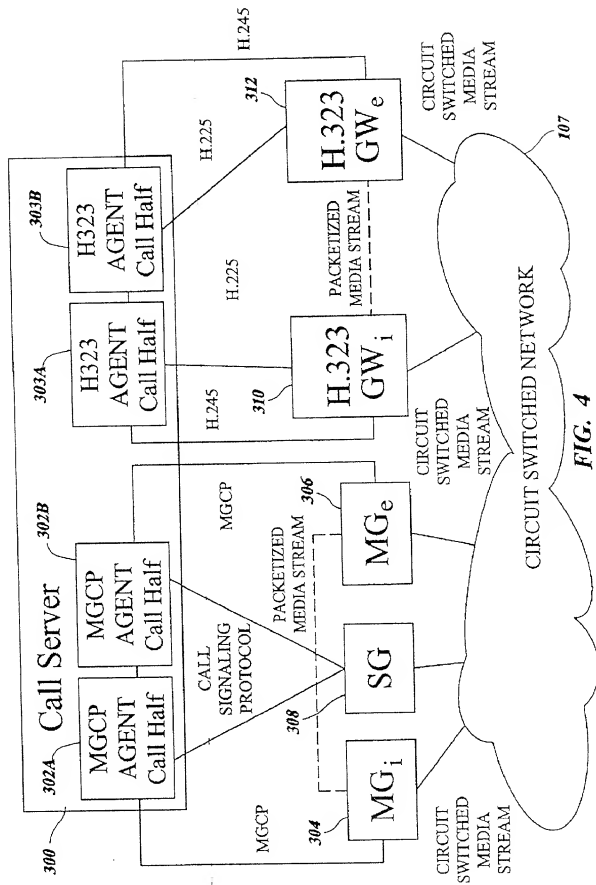 300
Call Server
302A
302B
303A
303B
MGCP
AGENT
Call Half
MGCP
AGENT
Call Half
H323
AGENT
Call Half
H323
AGENT
Call Half
H.245
H.225
H.225
H.245
MGCP
CALL
SIGNALING
PROTOCOL
MGCP
PACKETIZED
MEDIA STREAM
PACKETIZED
MEDIA STREAM
304
MGi
308
SG
306
MGe
310
H.323
GWi
312
H.323
GWe
CIRCUIT
SWITCHED
MEDIA
STREAM
CIRCUIT
SWITCHED
MEDIA
STREAM
CIRCUIT
SWITCHED
MEDIA
STREAM
107
CIRCUIT SWITCHED NETWORK
FIG. 4